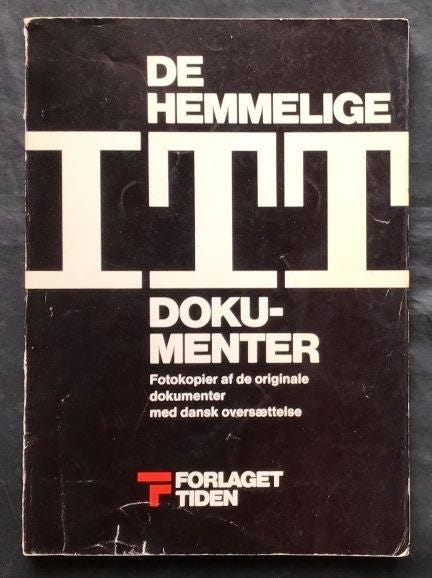 DE
HEMMELIGE
ITT
DOKU-
MENTER
Fotokopier af de originale
dokumenter
med dansk oversættelse
FORLAGET
TIDEN